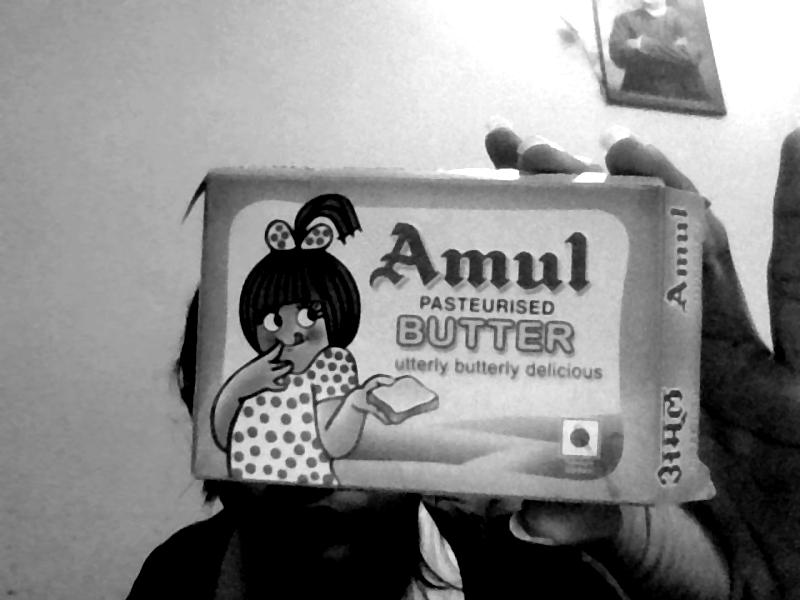 Amul
PASTEURISED
BUTTER
utterly butterly delicious
Amul
अमूल